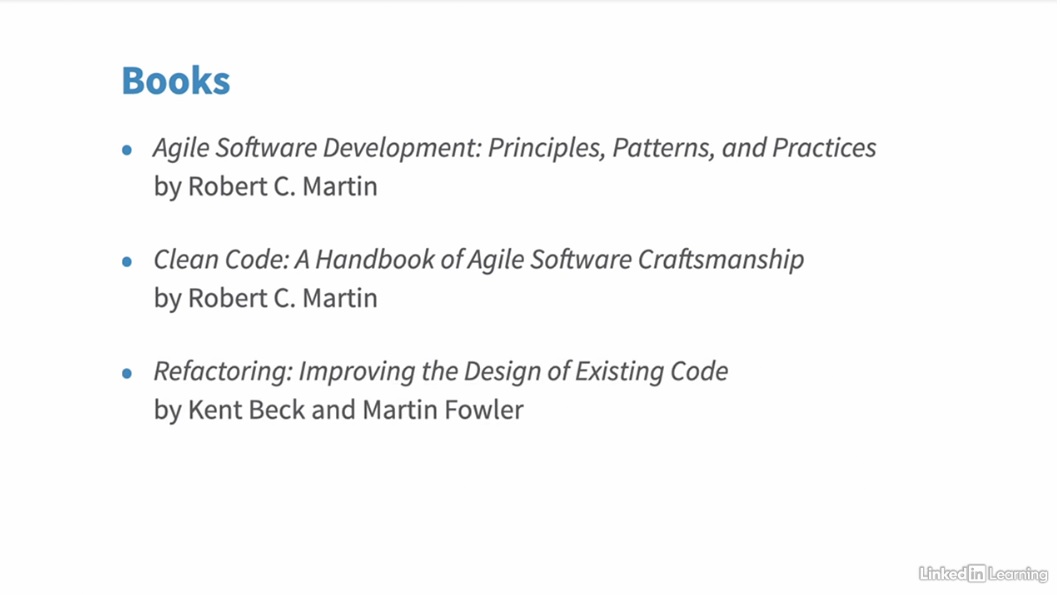 Books
• Agile Software Development: Principles, Patterns, and Practices
by Robert C. Martin
• Clean Code: A Handbook of Agile Software Craftsmanship
by Robert C. Martin
• Refactoring: Improving the Design of Existing Code
by Kent Beck and Martin Fowler
Linked in Learning